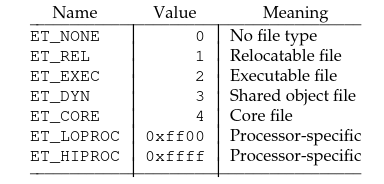 Name Value Meaning
ET_NONE 0 No file type
ET_REL 1 Relocatable file
ET_EXEC 2 Executable file
ET_DYN 3 Shared object file
ET_CORE 4 Core file
ET_LOPROC 0xff00 Processor-specific
ET_HIPROC 0xffff Processor-specific